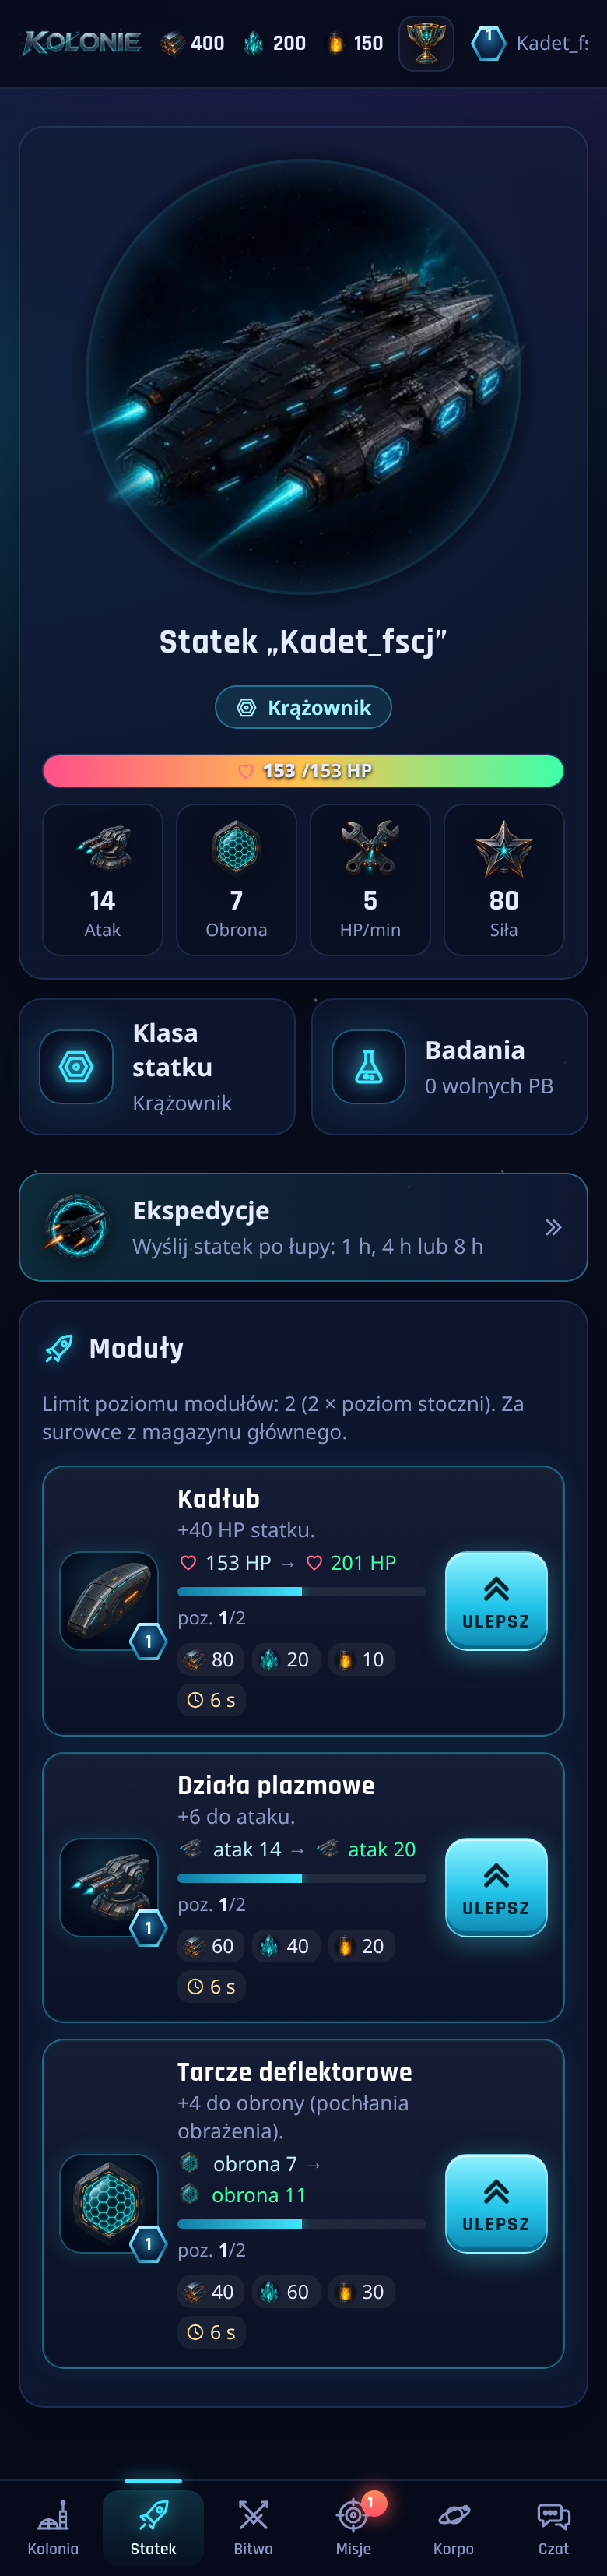 KOLONIE 400 200 150 1 Kadet_fs
Statek „Kadet_fscj”
Krążownik
153 /153 HP
14 7 5 80
Atak Obrona HP/min Siła
Klasa
statku
Krążownik
Badania
0 wolnych PB
Ekspedycje
Wyślij statek po łupy: 1 h, 4 h lub 8 h
Moduły
Limit poziomu modułów: 2 (2 × poziom stoczni). Za
surowce z magazynu głównego.
Kadłub
+40 HP statku.
153 HP → 201 HP
1
poz. 1/2
80 20 10
6 s
ULEPSZ
Działa plazmowe
+6 do ataku.
atak 14 → atak 20
1
poz. 1/2
60 40 20
6 s
ULEPSZ
Tarcze deflektorowe
+4 do obrony (pochłania
obrażenia).
obrona 7 →
obrona 11
1
poz. 1/2
40 60 30
6 s
ULEPSZ
1
Kolonia Statek Bitwa Misje Korpo Czat